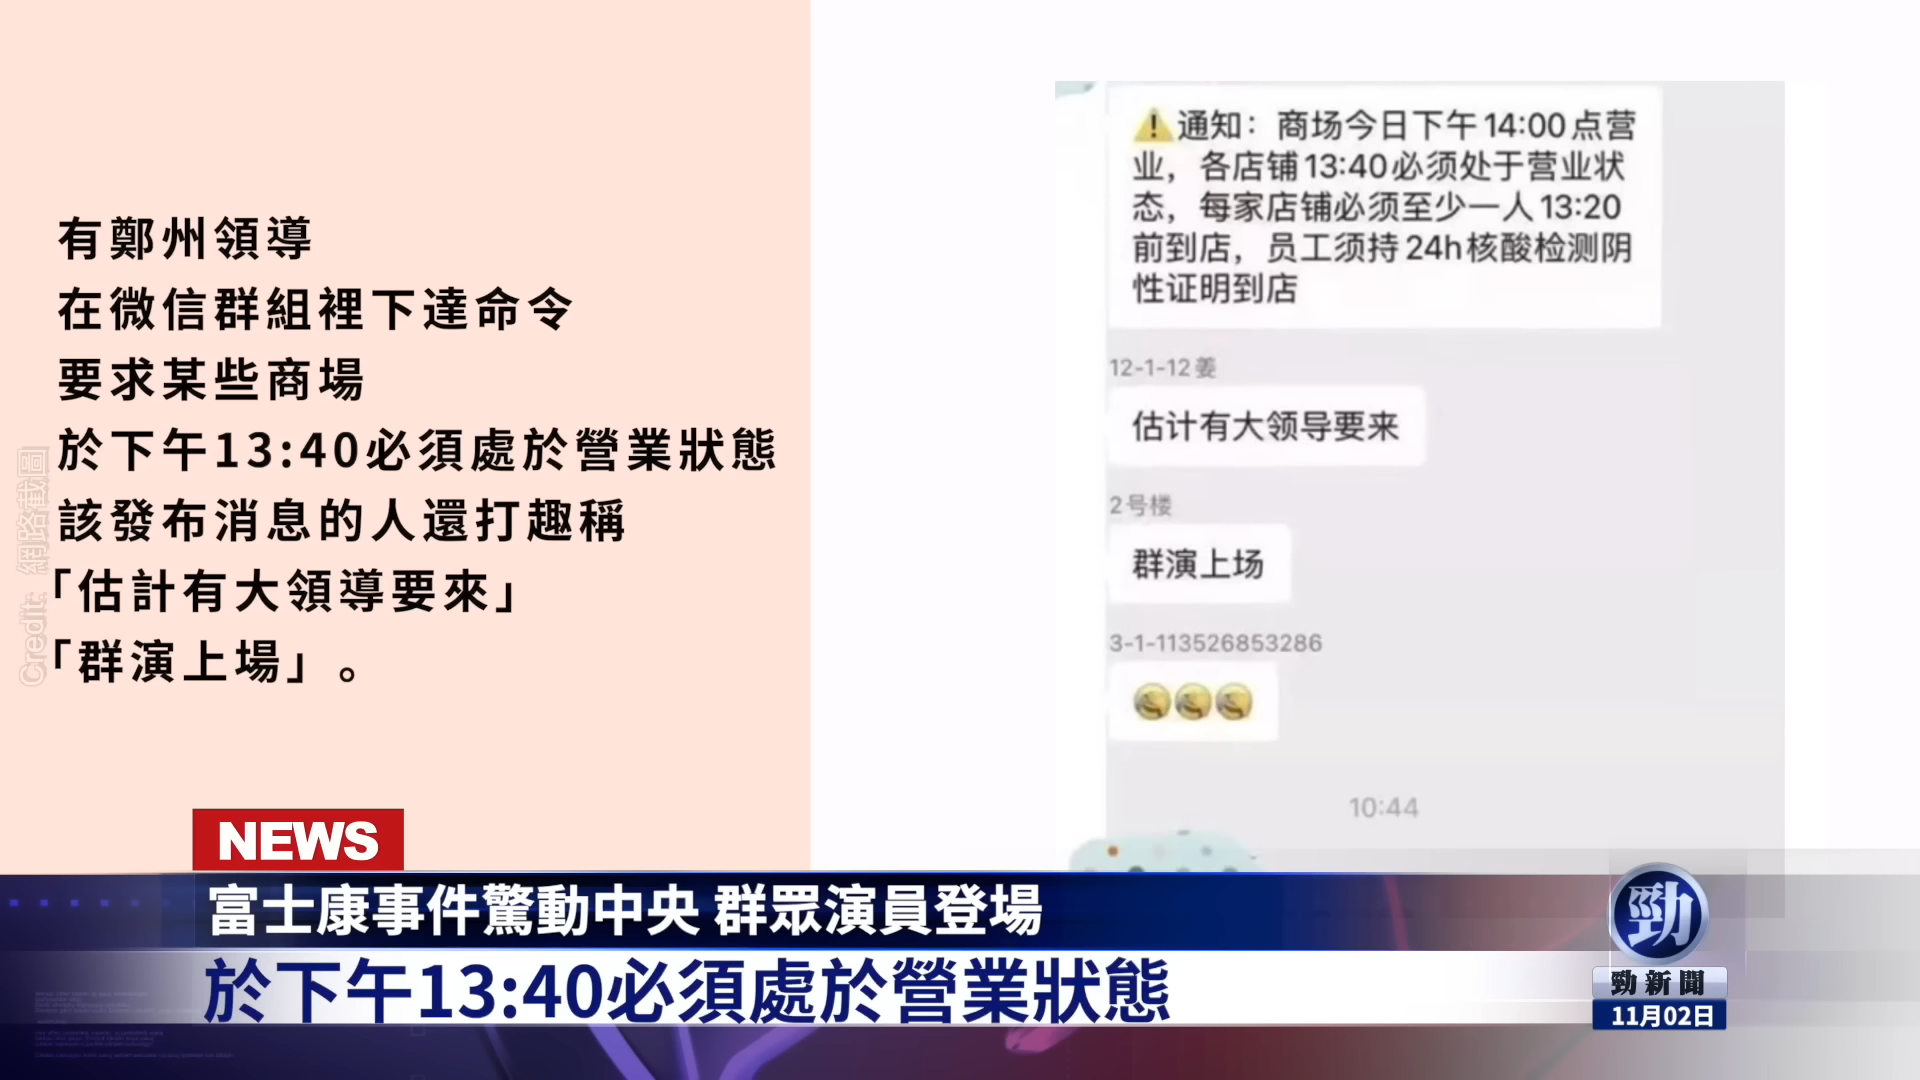 有鄭州領導
在微信群組裡下達命令
要求某些商場
於下午13:40必須處於營業狀態
該發布消息的人還打趣稱
「估計有大領導要來」
「群演上場」。
Credit: 網路截圖
⚠通知：商场今日下午14:00点营
业，各店铺13:40必须处于营业状
态，每家店铺必须至少一人13:20
前到店，员工须持24h核酸检测阴
性证明到店
12-1-12姜
估计有大领导要来
2号楼
群演上场
3-1-113526853286
10:44
NEWS
富士康事件驚動中央 群眾演員登場
於下午13:40必須處於營業狀態
勁
勁新聞
11月02日